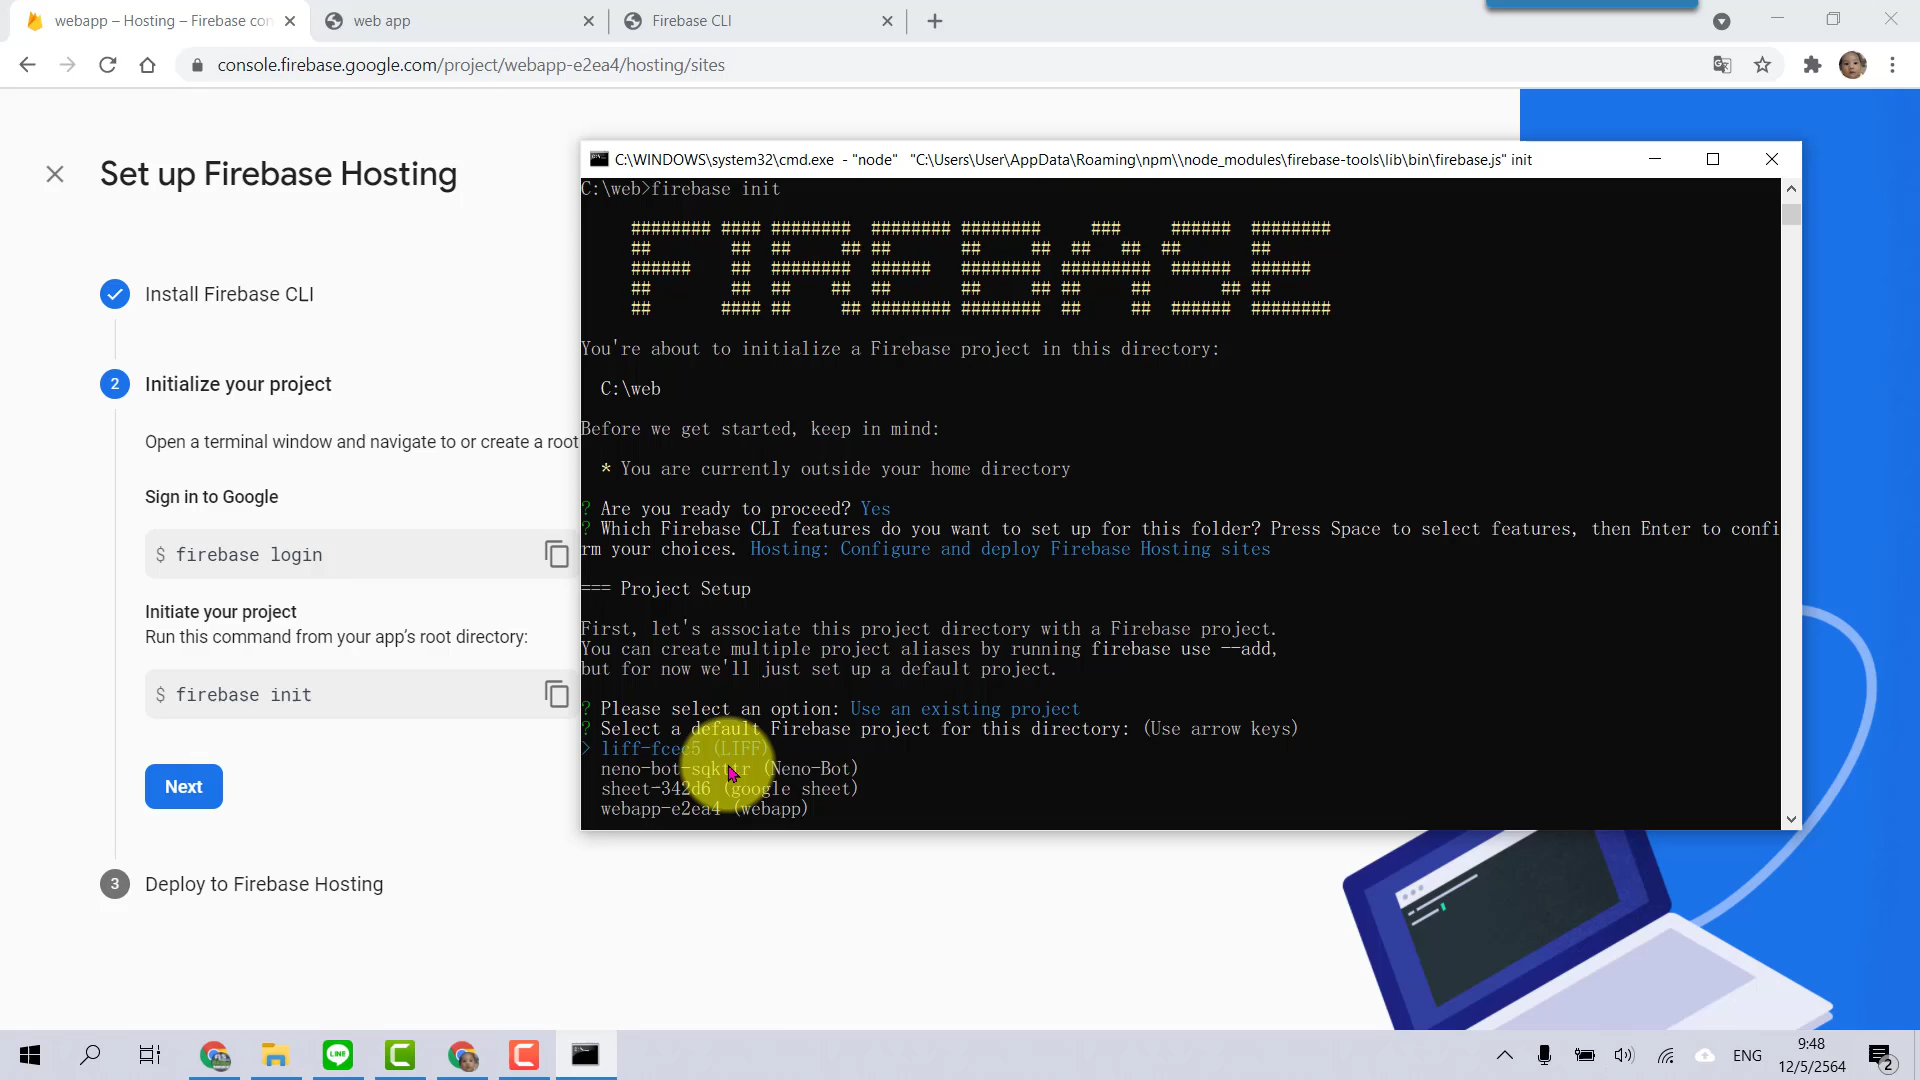 webapp – Hosting – Firebase con
web app
Firebase CLI
console.firebase.google.com/project/webapp-e2ea4/hosting/sites
Set up Firebase Hosting
Install Firebase CLI
2
Initialize your project
Open a terminal window and navigate to or create a root
Sign in to Google
$ firebase login
Initiate your project
Run this command from your app's root directory:
$ firebase init
Next
3
Deploy to Firebase Hosting
C:\WINDOWS\system32\cmd.exe - "node" "C:\Users\User\AppData\Roaming\npm\\node_modules\firebase-tools\lib\bin\firebase.js" init
C:\web>firebase init
######## #### ######## ######## ######## ### ###### ########
## ## ## ## ## ## ## ## ## ## ##
###### ## ######## ###### ######## ######### ###### ######
## ## ## ## ## ## ## ## ## ## ##
## #### ## ## ######## ######## ## ## ###### ########
You're about to initialize a Firebase project in this directory:
C:\web
Before we get started, keep in mind:
* You are currently outside your home directory
? Are you ready to proceed? Yes
? Which Firebase CLI features do you want to set up for this folder? Press Space to select features, then Enter to confi
rm your choices. Hosting: Configure and deploy Firebase Hosting sites
=== Project Setup
First, let's associate this project directory with a Firebase project.
You can create multiple project aliases by running firebase use --add,
but for now we'll just set up a default project.
? Please select an option: Use an existing project
? Select a default Firebase project for this directory: (Use arrow keys)
> liff-fcec5 (LIFF)
neno-bot-sqkttr (Neno-Bot)
sheet-342d6 (google sheet)
webapp-e2ea4 (webapp)
LINE
ENG
9:48
12/5/2564
2